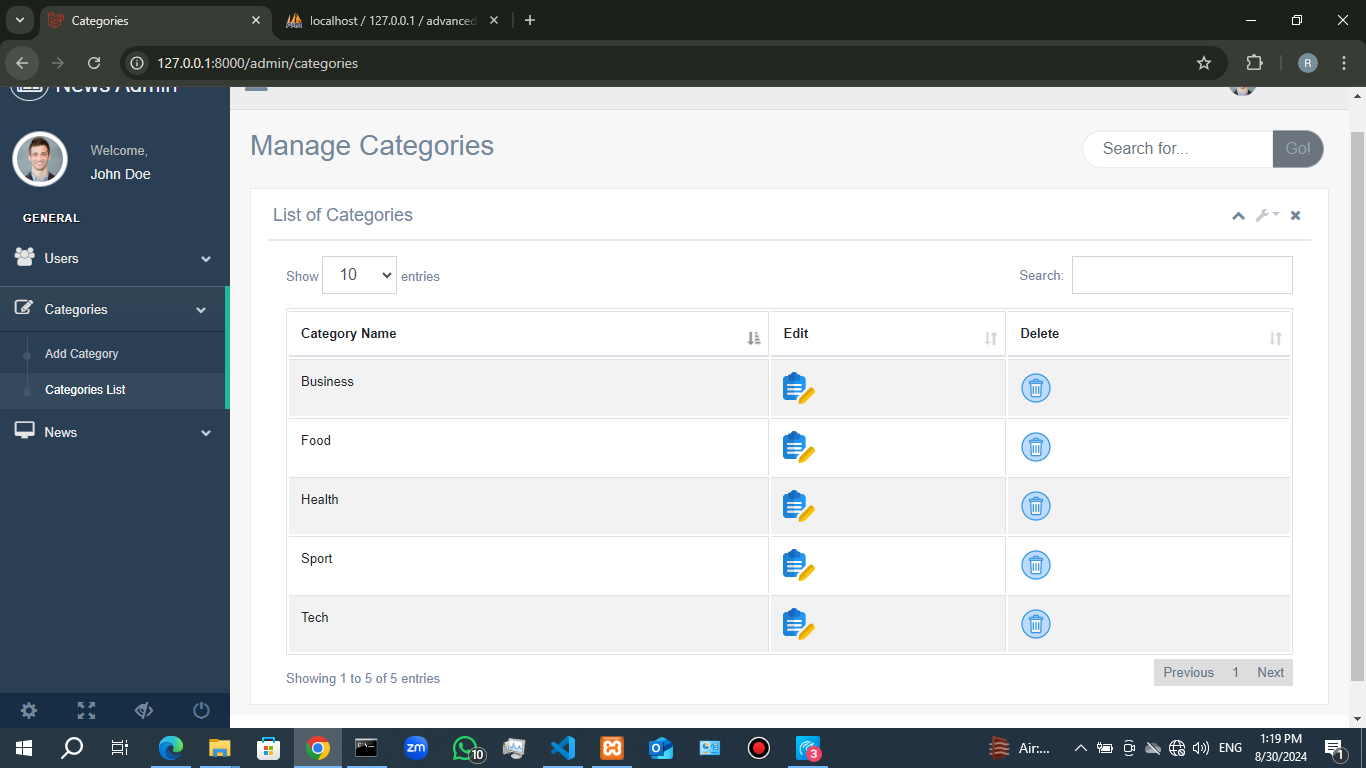 Categories
localhost / 127.0.0.1 / advanced
127.0.0.1:8000/admin/categories
R
News Admin
Welcome,
John Doe
GENERAL
Users
Categories
Add Category
Categories List
News
Manage Categories
Search for...
Go!
List of Categories
Show 10 entries
Search:
Category Name Edit Delete
Business
Food
Health
Sport
Tech
Showing 1 to 5 of 5 entries
Previous 1 Next
zm
10
3
Air:...
ENG
1:19 PM
8/30/2024
1